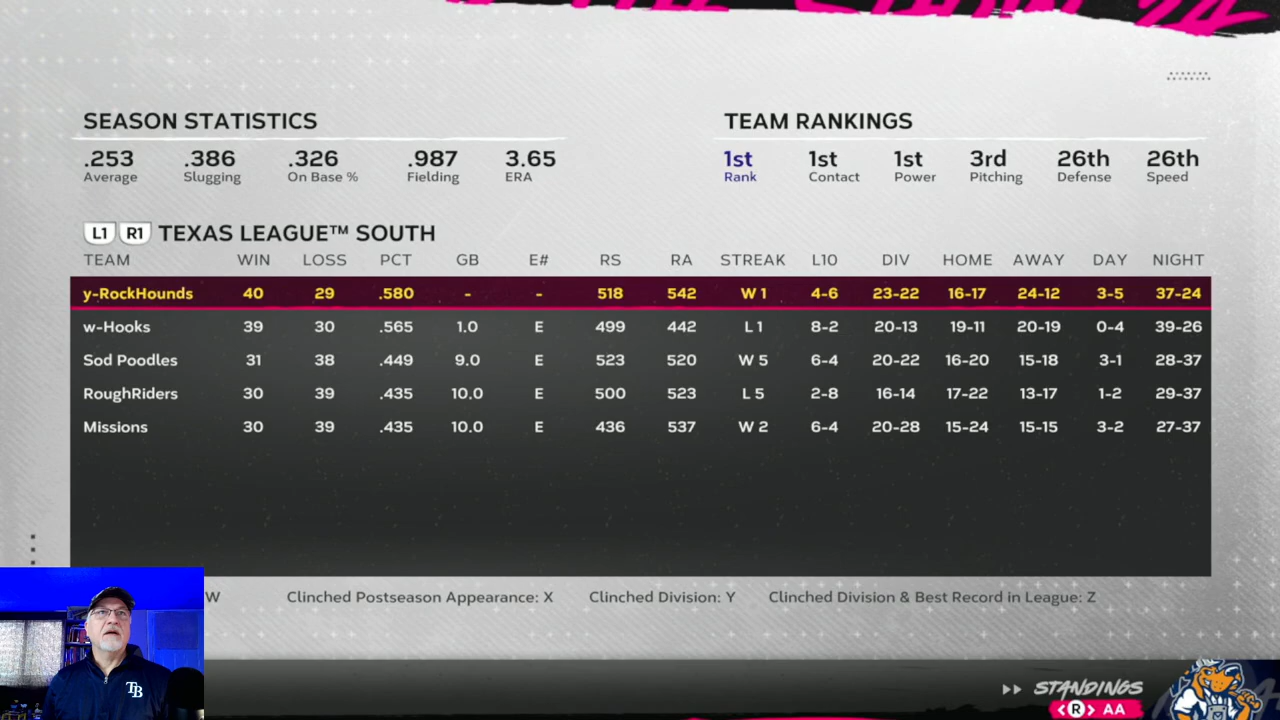 SEASON STATISTICS
.253 .386 .326 .987 3.65
Average Slugging On Base % Fielding ERA
TEAM RANKINGS
1st 1st 1st 3rd 26th 26th
Rank Contact Power Pitching Defense Speed
L1 R1 TEXAS LEAGUE™ SOUTH
TEAM WIN LOSS PCT GB E# RS RA STREAK L10 DIV HOME AWAY DAY NIGHT
y-RockHounds 40 29 .580 - - 518 542 W 1 4-6 23-22 16-17 24-12 3-5 37-24
w-Hooks 39 30 .565 1.0 E 499 442 L 1 8-2 20-13 19-11 20-19 0-4 39-26
Sod Poodles 31 38 .449 9.0 E 523 520 W 5 6-4 20-22 16-20 15-18 3-1 28-37
RoughRiders 30 39 .435 10.0 E 500 523 L 5 2-8 16-14 17-22 13-17 1-2 29-37
Missions 30 39 .435 10.0 E 436 537 W 2 6-4 20-28 15-24 15-15 3-2 27-37
W Clinched Postseason Appearance: X Clinched Division: Y Clinched Division & Best Record in League: Z
TB
STANDINGS
R AA